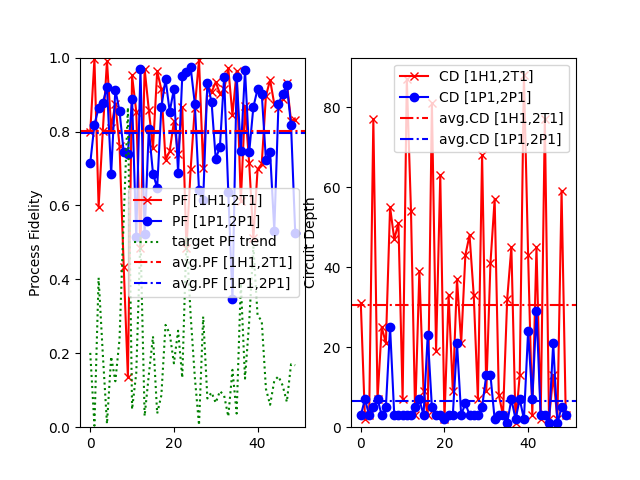 Process Fidelity
1.0
0.8
0.6
0.4
0.2
0.0
0
20
40
PF [1H1,2T1]
PF [1P1,2P1]
target PF trend
avg.PF [1H1,2T1]
avg.PF [1P1,2P1]
Circuit Depth
80
60
40
20
0
0
20
40
CD [1H1,2T1]
CD [1P1,2P1]
avg.CD [1H1,2T1]
avg.CD [1P1,2P1]